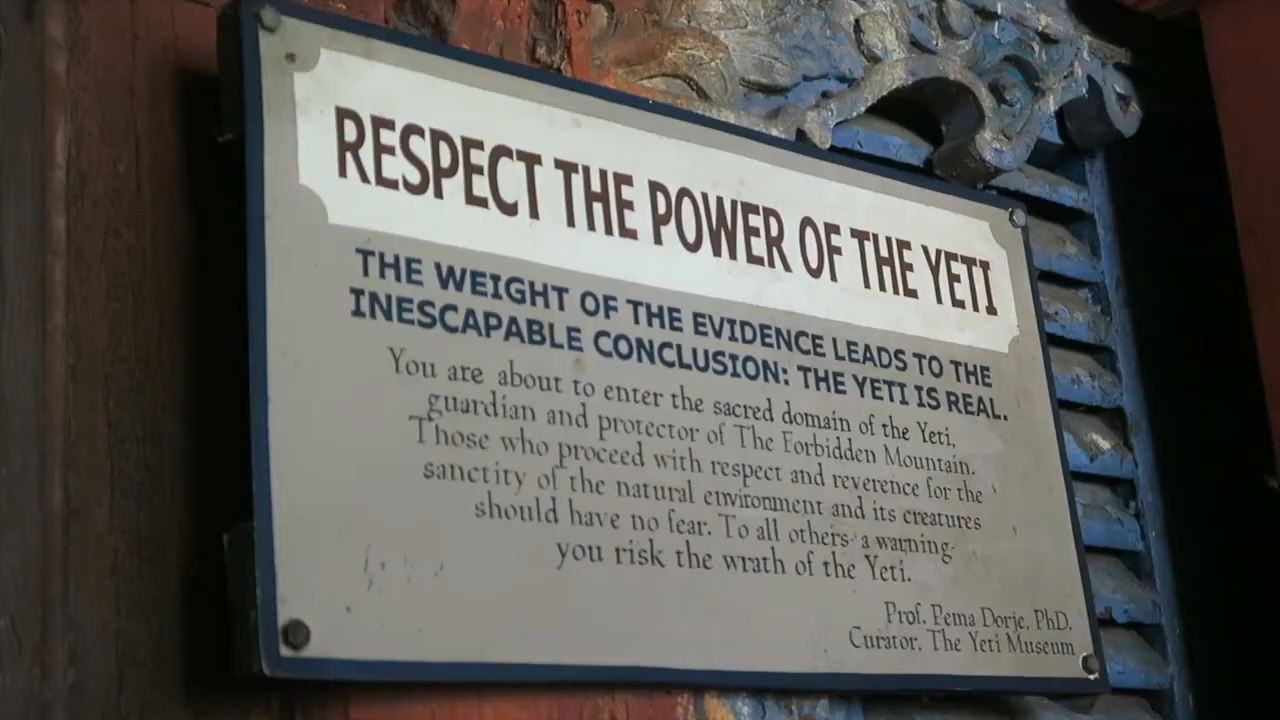 RESPECT THE POWER OF THE YETI
THE WEIGHT OF THE EVIDENCE LEADS TO THE
INESCAPABLE CONCLUSION: THE YETI IS REAL.
You are about to enter the sacred domain of the Yeti,
guardian and protector of The Forbidden Mountain.
Those who proceed with respect and reverence for the
sanctity of the natural environment and its creatures
should have no fear. To all others- a warning-
you risk the wrath of the Yeti.
Prof. Pema Dorje, PhD.
Curator, The Yeti Museum